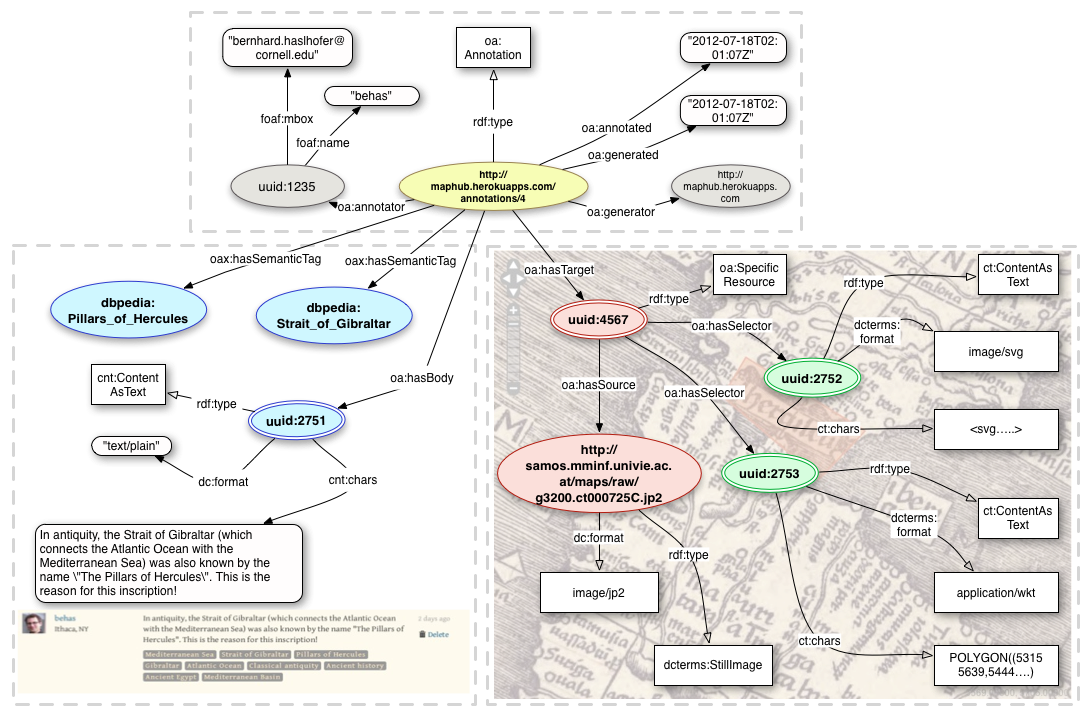 "bernhard.haslhofer@
cornell.edu"
oa:
Annotation
"2012-07-18T02:
01:07Z"
"behas"
"2012-07-18T02:
01:07Z"
foaf:mbox
foaf:name
rdf:type
oa:annotated
oa:generated
uuid:1235
http://
maphub.herokuapps.com/
annotations/4
http://
maphub.herokuapps.
com
oa:annotator
oa:generator
oax:hasSemanticTag
oax:hasSemanticTag
dbpedia:
Pillars_of_Hercules
dbpedia:
Strait_of_Gibraltar
oa:hasBody
cnt:Content
AsText
rdf:type
uuid:2751
"text/plain"
dc:format
cnt:chars
In antiquity, the Strait of Gibraltar (which
connects the Atlantic Ocean with the
Mediterranean Sea) was also known by the
name \"The Pillars of Hercules\". This is the
reason for this inscription!
behas
Ithaca, NY
In antiquity, the Strait of Gibraltar (which connects the Atlantic Ocean
with the Mediterranean Sea) was also known by the name "The Pillars of
Hercules". This is the reason for this inscription!
2 days ago
Delete
Mediterranean Sea Strait of Gibraltar Pillars of Hercules
Gibraltar Atlantic Ocean Classical antiquity Ancient history
Ancient Egypt Mediterranean Basin
oa:hasTarget
oa:Specific
Resource
rdf:type
uuid:4567
oa:hasSelector
rdf:type
ct:ContentAs
Text
dcterms:
format
image/svg
uuid:2752
oa:hasSource
oa:hasSelector
ct:chars
<svg.....>
http://
samos.mminf.univie.ac.
at/maps/raw/
g3200.ct000725C.jp2
uuid:2753
rdf:type
ct:ContentAs
Text
dcterms:
format
application/wkt
dc:format
rdf:type
image/jp2
dcterms:StillImage
ct:chars
POLYGON((5315
5639,5444....)